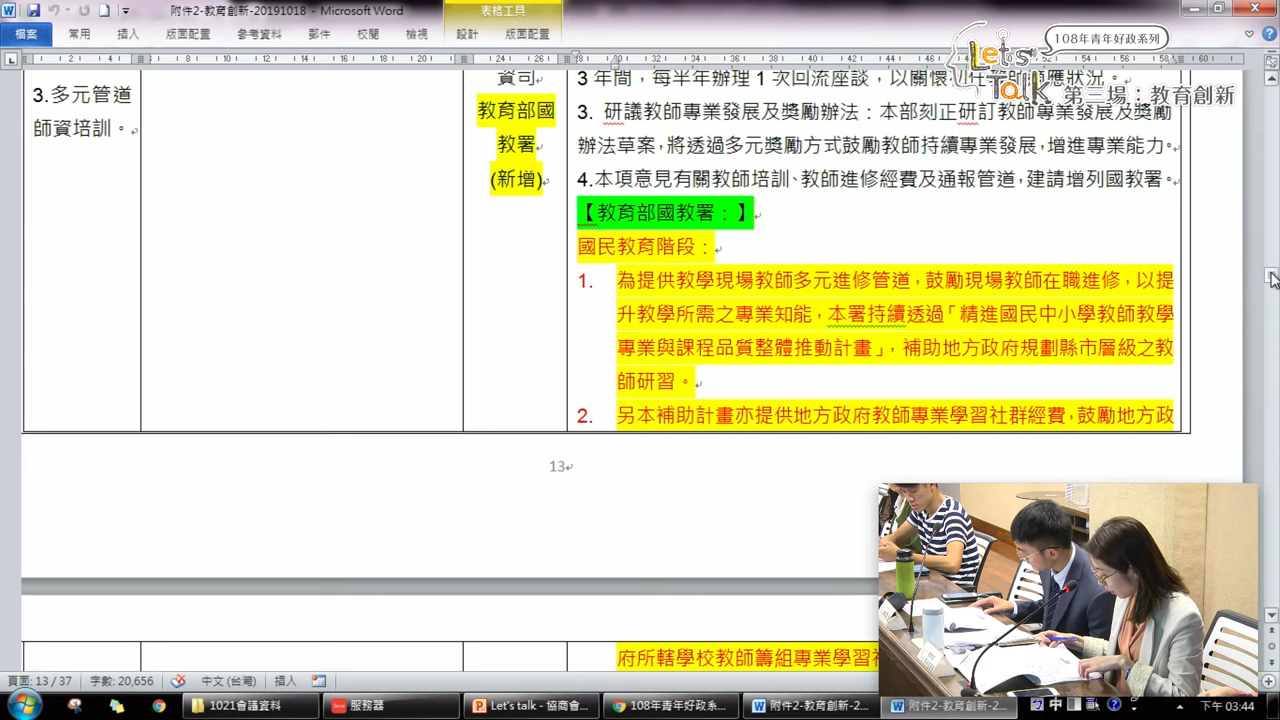 附件2-教育創新-20191018 - Microsoft Word
表格工具
檔案 常用 插入 版面配置 參考資料 郵件 校閱 檢視 設計 版面配置
108年青年好政系列
Let's Talk
第三場：教育創新
3.多元管道
師資培訓。
資司
教育部國
教署
(新增)
3 年間，每半年辦理 1 次回流座談，以關懷初任教師適應狀況。
3. 研議教師專業發展及獎勵辦法：本部刻正研訂教師專業發展及獎勵
辦法草案，將透過多元獎勵方式鼓勵教師持續專業發展，增進專業能力。
4.本項意見有關教師培訓、教師進修經費及通報管道，建請增列國教署。
【教育部國教署：】
國民教育階段：
1. 為提供教學現場教師多元進修管道，鼓勵現場教師在職進修，以提
升教學所需之專業知能，本署持續透過「精進國民中小學教師教學
專業與課程品質整體推動計畫」，補助地方政府規劃縣市層級之教
師研習。
2. 另本補助計畫亦提供地方政府教師專業學習社群經費，鼓勵地方政
13
府所轄學校教師籌組專業學習
頁面: 13 / 37 字數: 20,656 中文 (台灣) 插入
1021會議資料 服務器 Let's talk - 協商會... 108年青年好政系... 附件2-教育創新-2... 附件2-教育創新-2... 中 下午 03:44